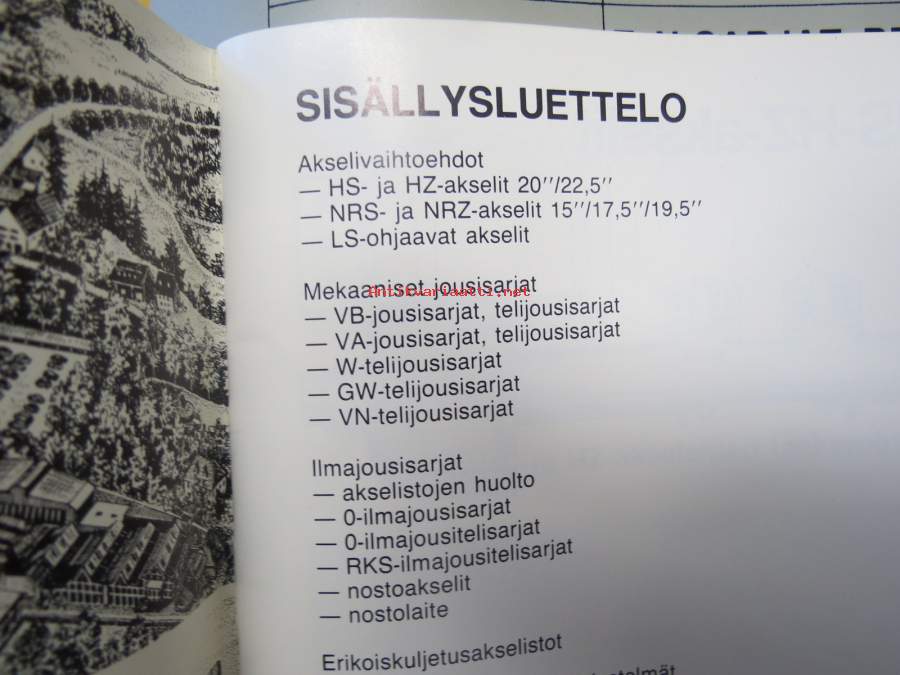 SISÄLLYSLUETTELO
Akselivaihtoehdot
— HS- ja HZ-akselit 20''/22,5''
— NRS- ja NRZ-akselit 15''/17,5''/19,5''
— LS-ohjaavat akselit
Mekaaniset jousisarjat
Antikvariaatti.net
— VB-jousisarjat, telijousisarjat
— VA-jousisarjat, telijousisarjat
— W-telijousisarjat
— GW-telijousisarjat
— VN-telijousisarjat
Ilmajousisarjat
— akselistojen huolto
— 0-ilmajousisarjat
— 0-ilmajousitelisarjat
— RKS-ilmajousitelisarjat
— nostoakselit
— nostolaite
Erikoiskuljetusakselistot